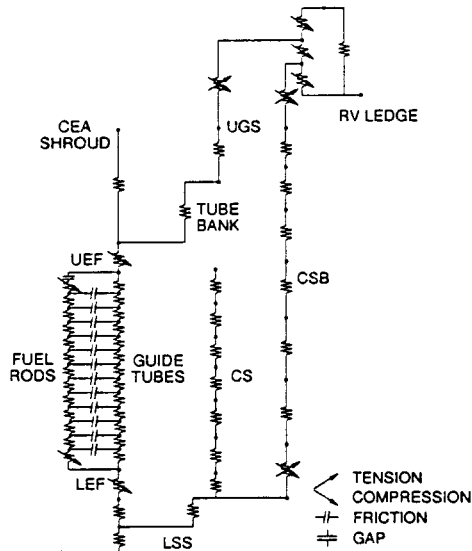 RV LEDGE
CEA
SHROUD
UGS
TUBE
BANK
UEF
CSB
FUEL
RODS
GUIDE
TUBES
CS
LEF
TENSION
COMPRESSION
FRICTION
GAP
LSS